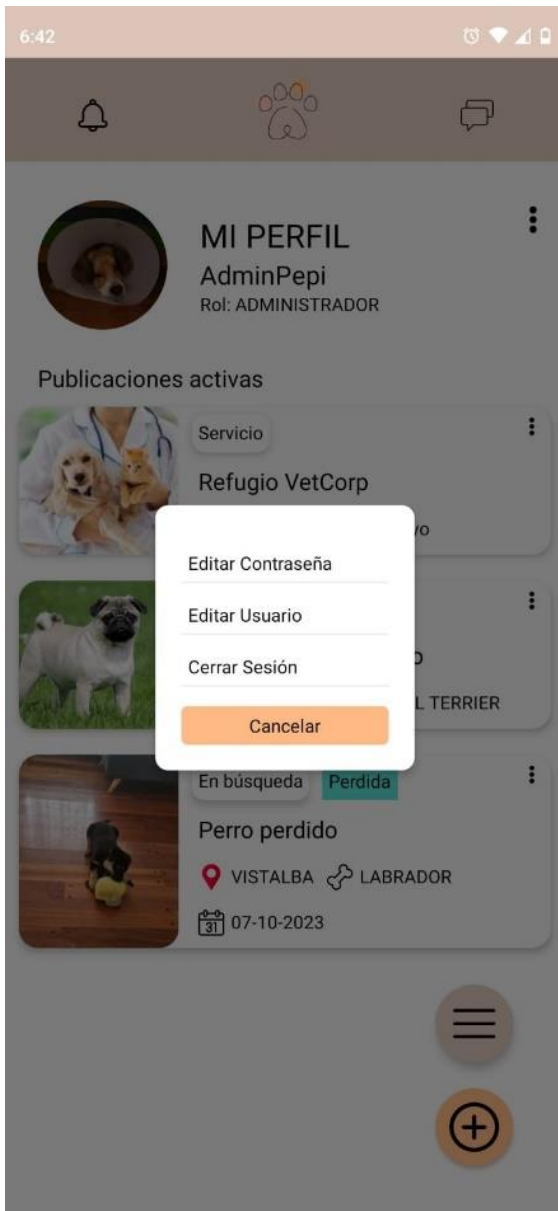 6:42
MI PERFIL
AdminPepi
Rol: ADMINISTRADOR
Publicaciones activas
Servicio
Refugio VetCorp
Editar Contraseña
Editar Usuario
Cerrar Sesión
L TERRIER
Cancelar
En búsqueda Perdida
Perro perdido
VISTALBA LABRADOR
31 07-10-2023